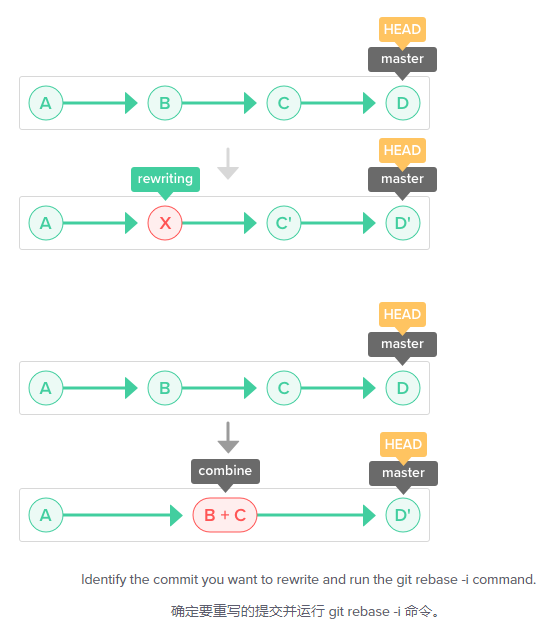 HEAD
master
A B C D
HEAD
rewriting master
A X C' D'
HEAD
master
A B C D
HEAD
combine master
A B + C D'
Identify the commit you want to rewrite and run the git rebase -i command.
确定要重写的提交并运行 git rebase -i 命令。